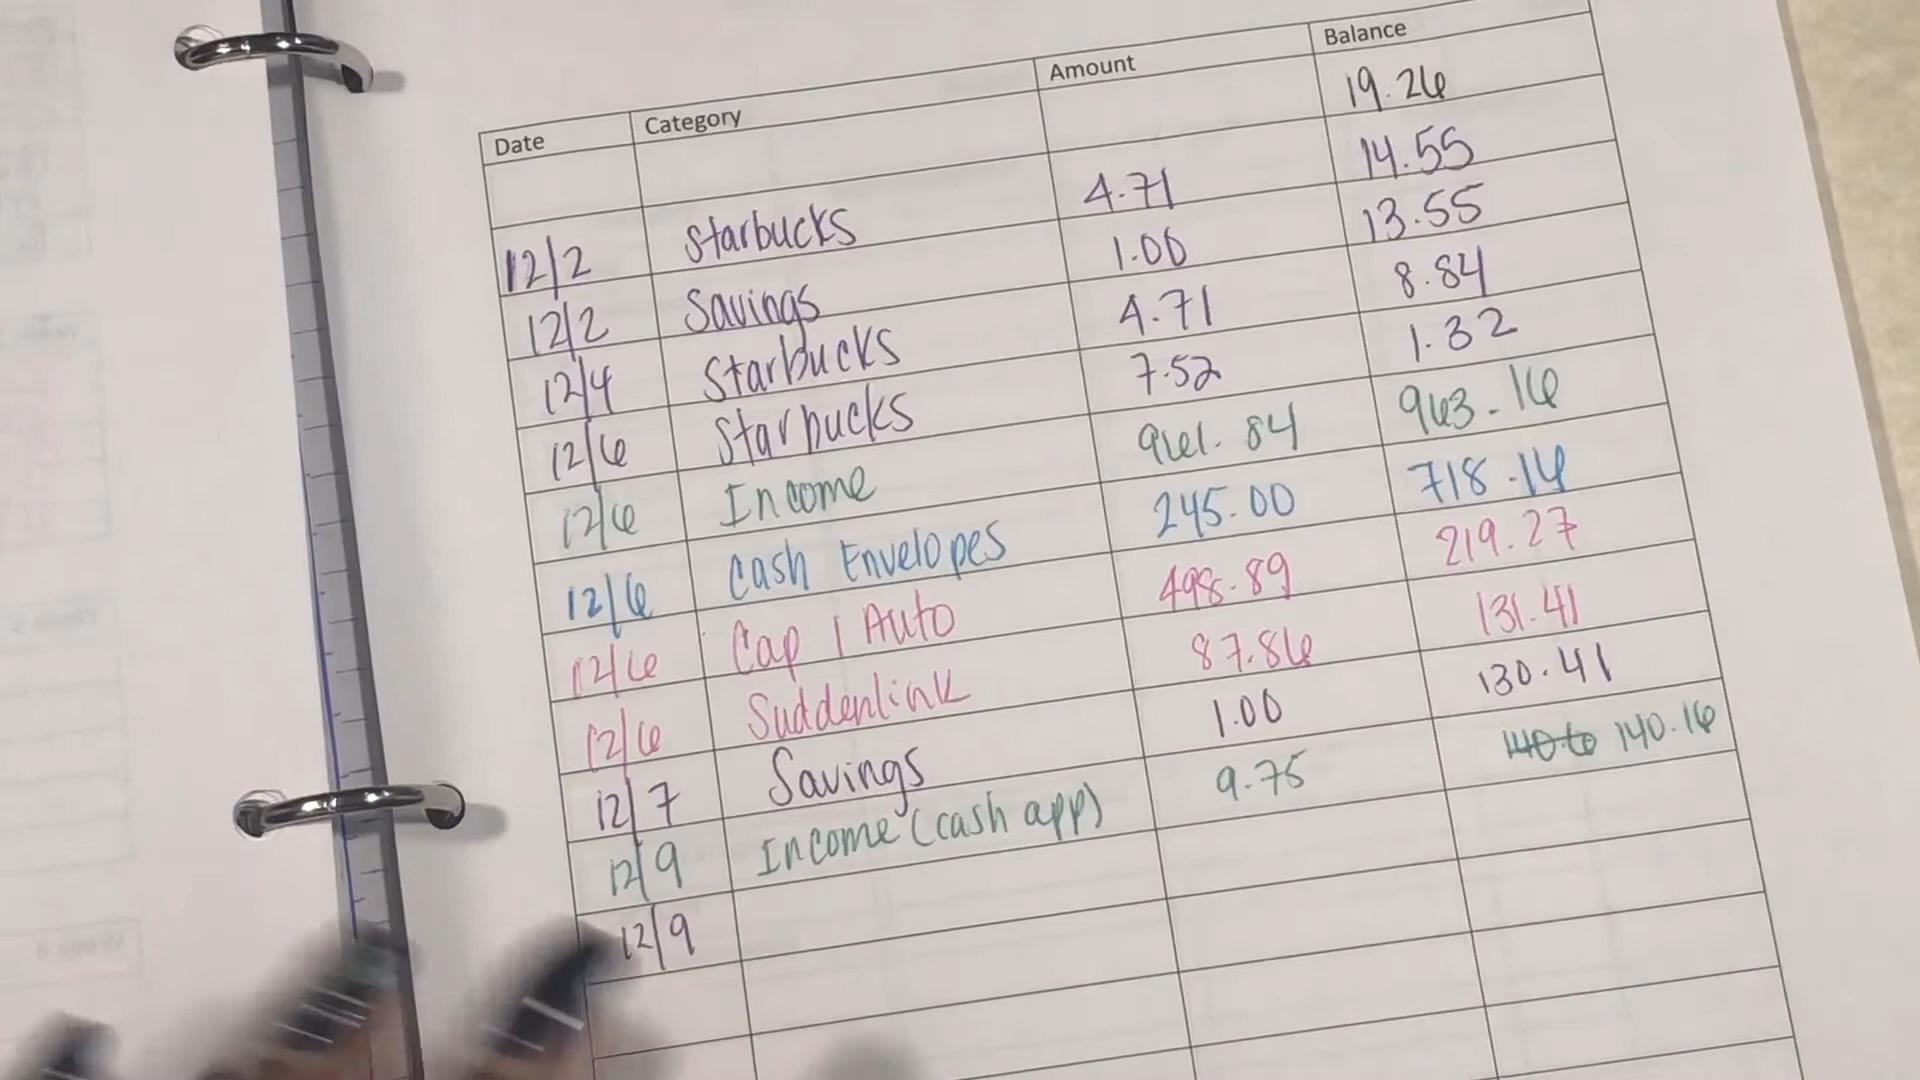 Date Category Amount Balance
19.26
12/2 Starbucks 4.71 14.55
12/2 Savings 1.00 13.55
12/4 Starbucks 4.71 8.84
12/6 Starbucks 7.52 1.32
12/6 Income 961.84 963.16
12/6 Cash Envelopes 245.00 718.16
12/6 Cap 1 Auto 498.89 219.27
12/6 Suddenlink 87.86 131.41
12/7 Savings 1.00 130.41
12/9 Income (cash app) 9.75 140.16
12/9